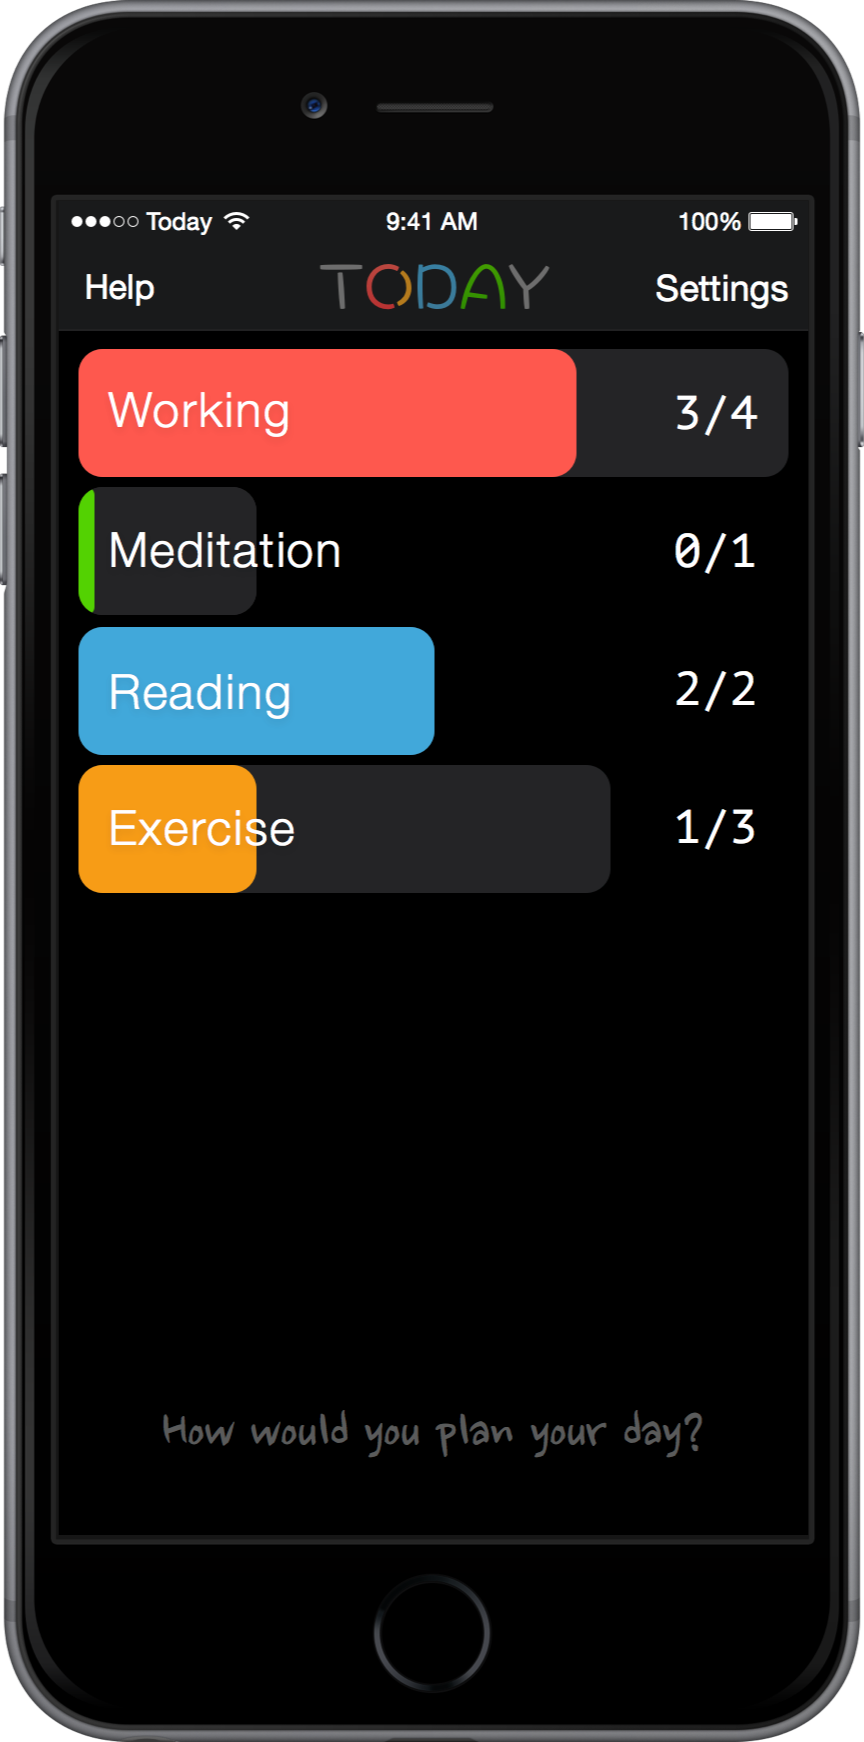 Today 9:41 AM 100%
Help TODAY Settings
Working 3/4
Meditation 0/1
Reading 2/2
Exercise 1/3
How would you plan your day?